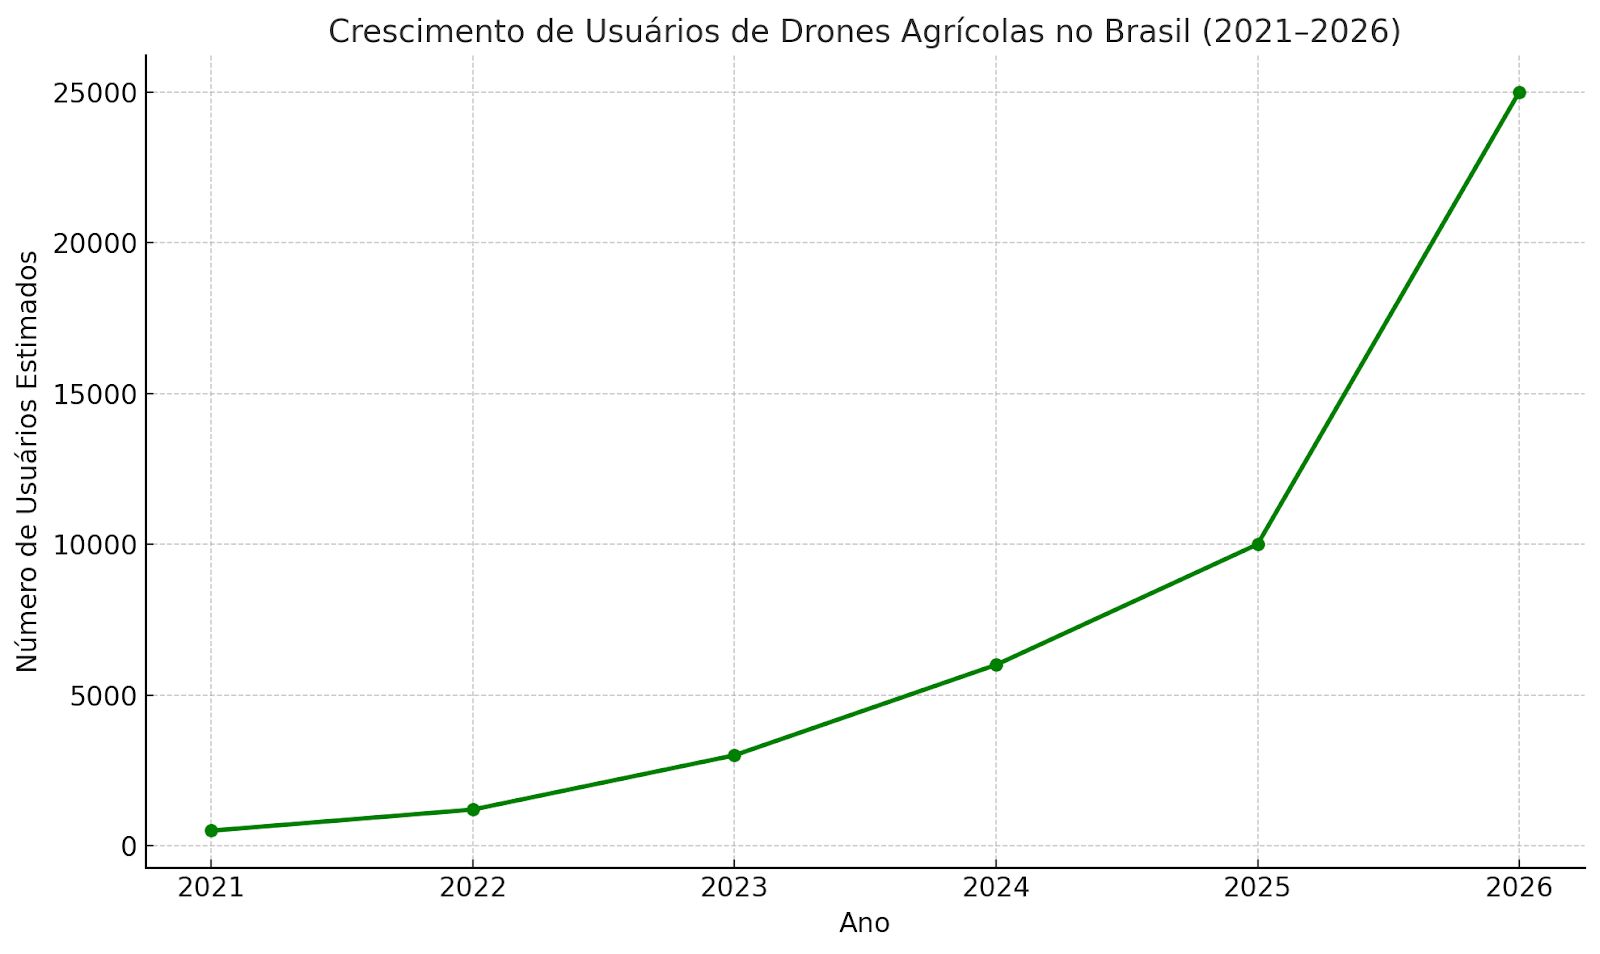 Crescimento de Usuários de Drones Agrícolas no Brasil (2021–2026)
Número de Usuários Estimados
25000
20000
15000
10000
5000
0
2021 2022 2023 2024 2025 2026
Ano